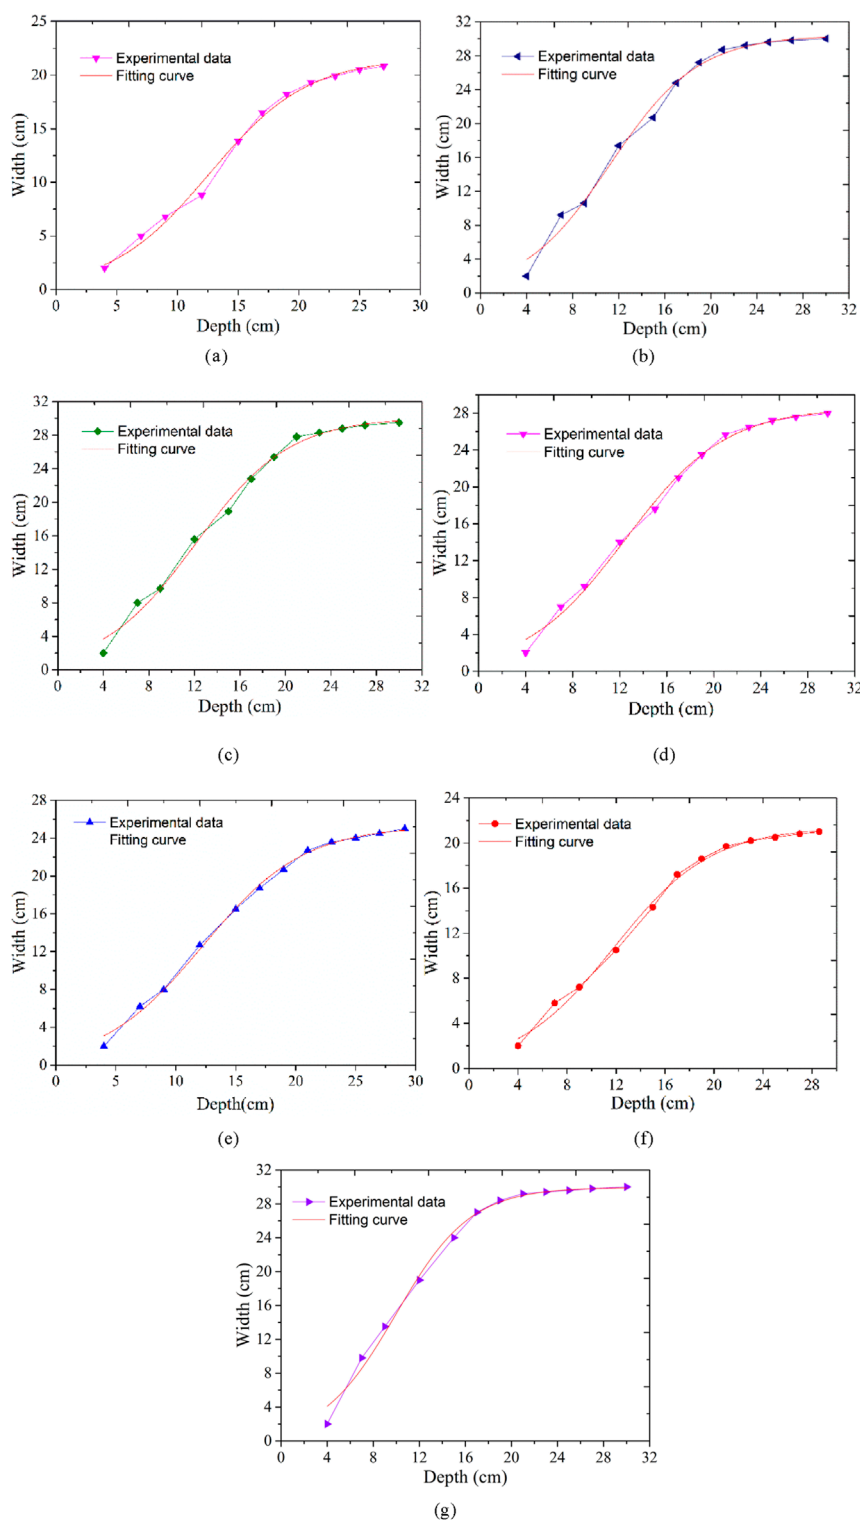 25
20
15
10
5
0
Width (cm)
Experimental data
Fitting curve
0 5 10 15 20 25 30
Depth (cm)
(a)
32
28
24
20
16
12
8
4
0
Width (cm)
Experimental data
Fitting curve
0 4 8 12 16 20 24 28 32
Depth (cm)
(b)
32
28
24
20
16
12
8
4
0
Width (cm)
Experimental data
Fitting curve
0 4 8 12 16 20 24 28 32
Depth (cm)
(c)
28
24
20
16
12
8
4
0
Width (cm)
Experimental data
Fitting curve
0 4 8 12 16 20 24 28 32
Depth (cm)
(d)
28
24
20
16
12
8
4
0
Width (cm)
Experimental data
Fitting curve
0 5 10 15 20 25 30
Depth(cm)
(e)
24
20
16
12
8
4
0
Width (cm)
Experimental data
Fitting curve
0 4 8 12 16 20 24 28
Depth (cm)
(f)
32
28
24
20
16
12
8
4
0
Width (cm)
Experimental data
Fitting curve
0 4 8 12 16 20 24 28 32
Depth (cm)
(g)